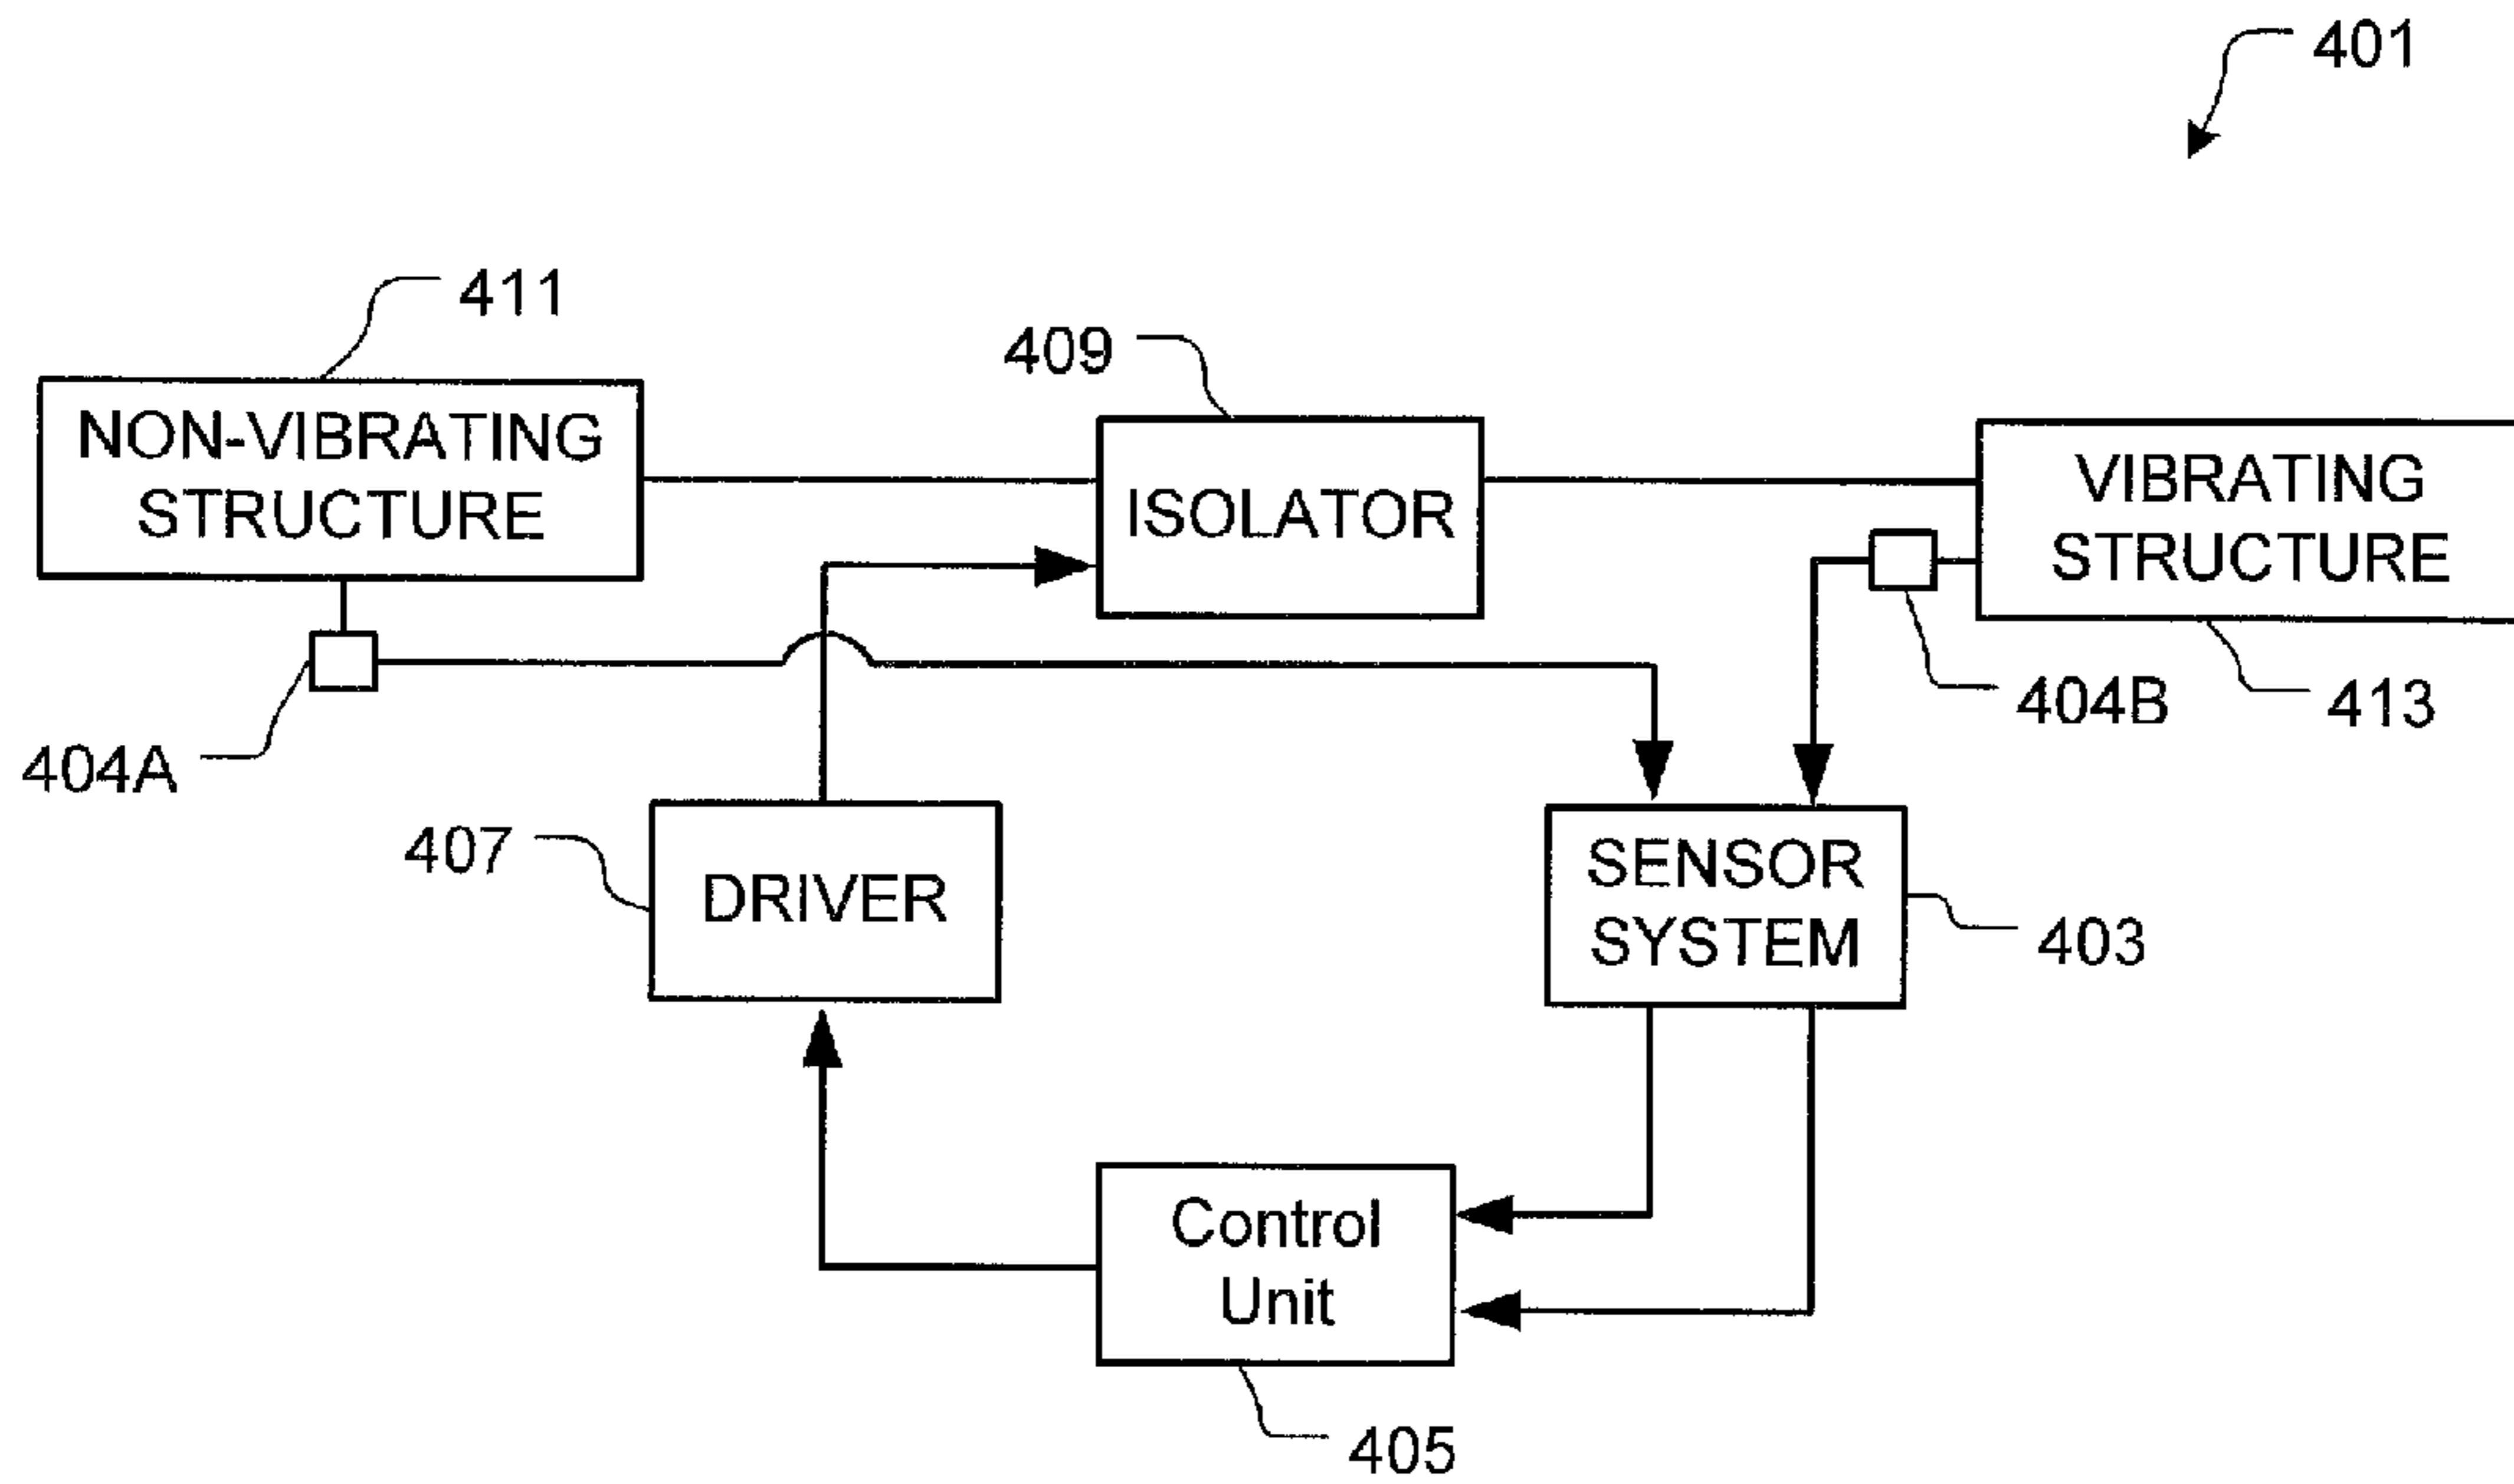 401
411
409
NON-VIBRATING
STRUCTURE
ISOLATOR
VIBRATING
STRUCTURE
404A
404B
413
407
DRIVER
SENSOR
SYSTEM
403
Control
Unit
405